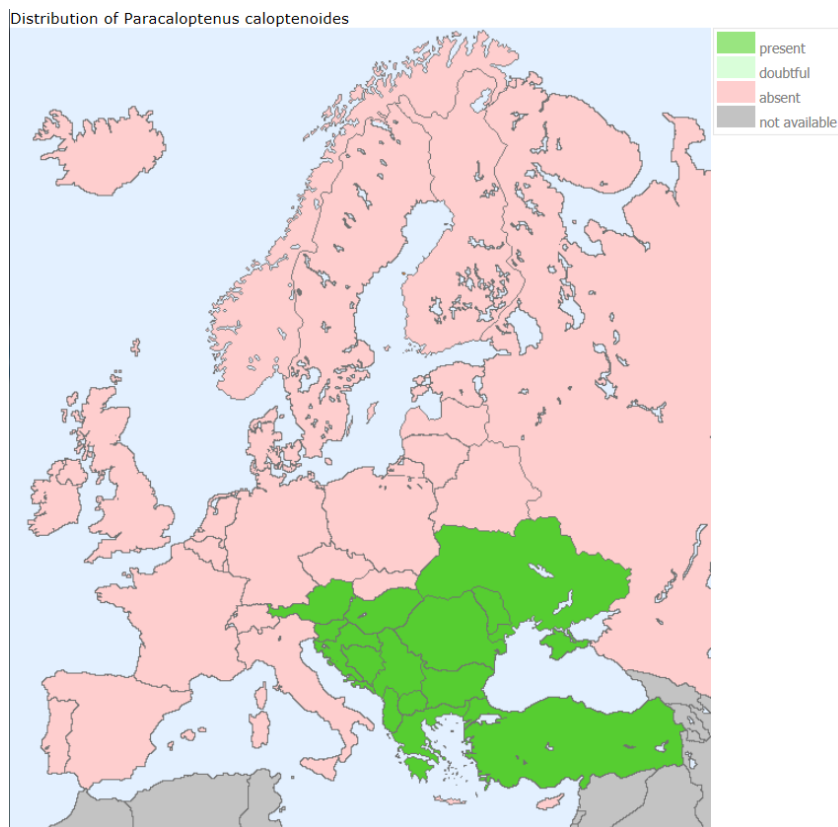 Distribution of Paracaloptenus caloptenoides
present
doubtful
absent
not available